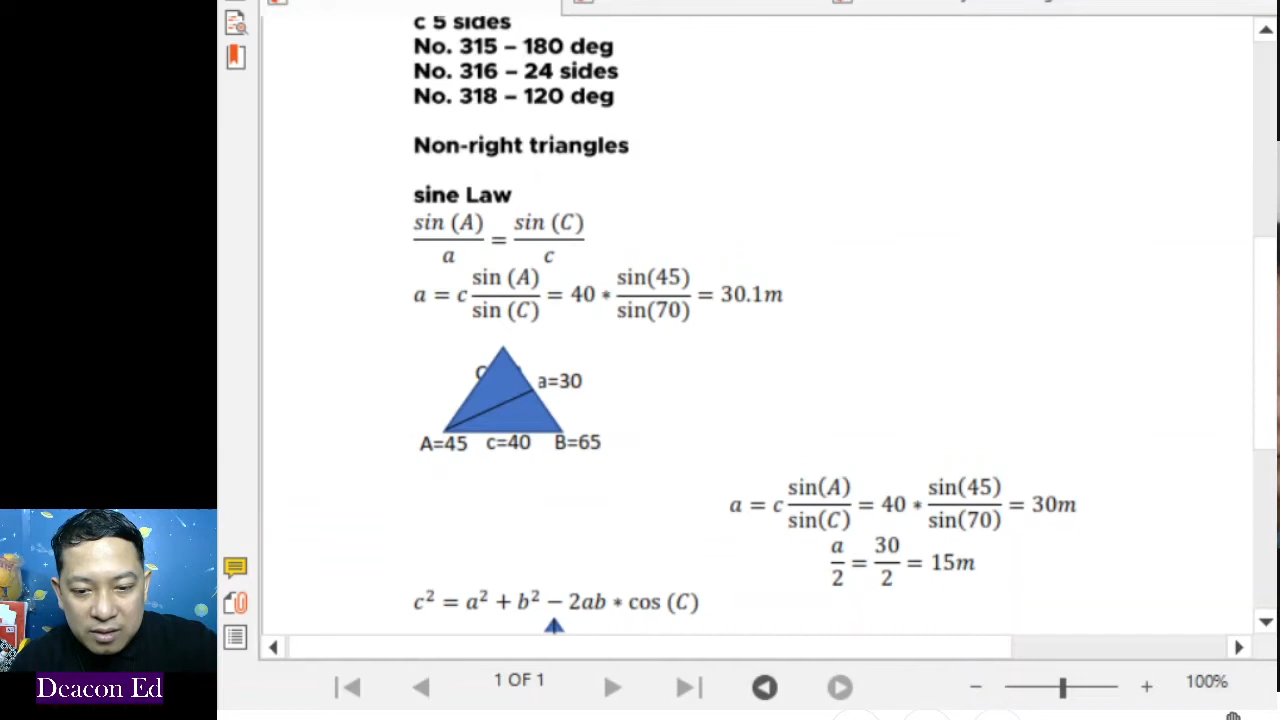 c 5 sides
No. 315 – 180 deg
No. 316 – 24 sides
No. 318 – 120 deg
Non-right triangles
sine Law
sin (A) / a = sin (C) / c
a = c sin (A) / sin (C) = 40 * sin(45) / sin(70) = 30.1m
C
a=30
A=45 c=40 B=65
a = c sin(A) / sin(C) = 40 * sin(45) / sin(70) = 30m
a / 2 = 30 / 2 = 15m
c² = a² + b² − 2ab * cos (C)
Deacon Ed
1 OF 1
− + 100%